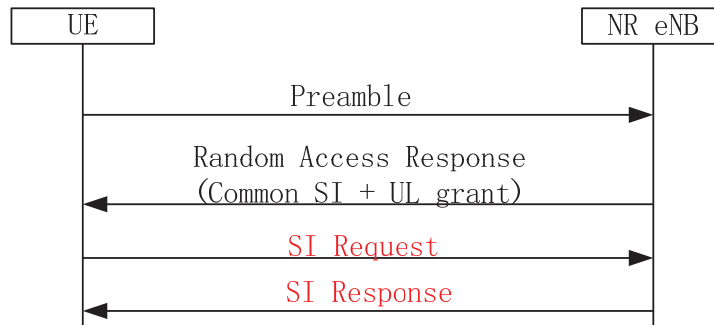 UE
NR eNB
Preamble
Random Access Response
(Common SI + UL grant)
SI Request
SI Response